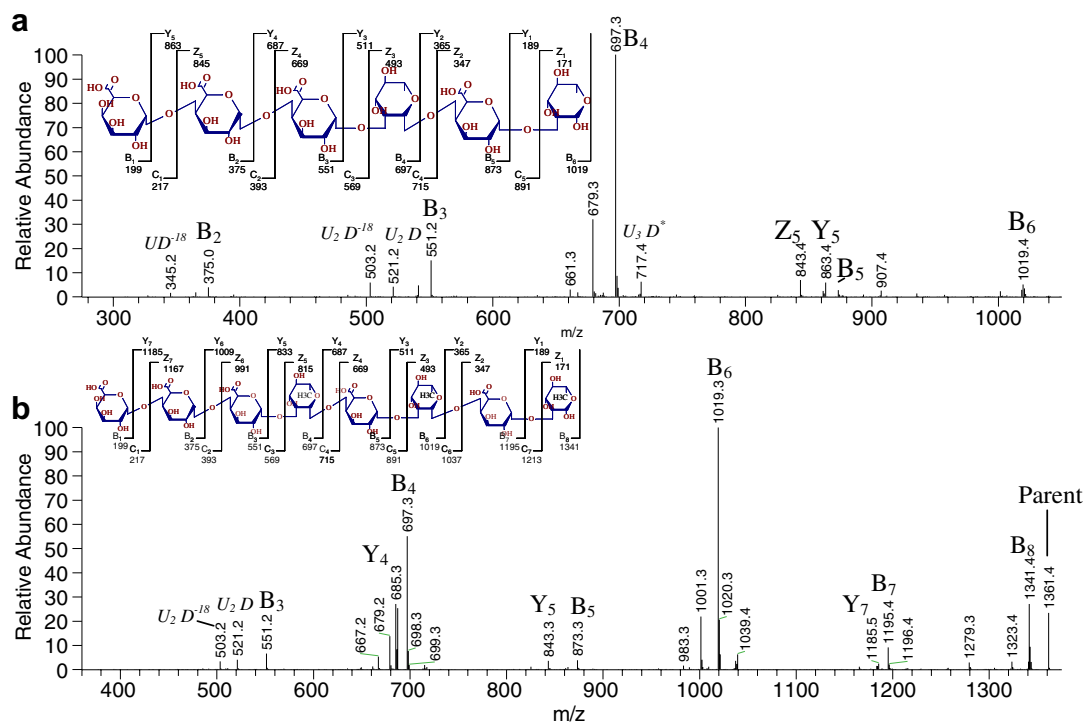 a
Relative Abundance
100
90
80
70
60
50
40
30
20
10
0
Y5 863 Y4 687 Y3 511 Y2 365 Y1 189
Z5 845 Z4 669 Z3 493 Z2 347 Z1 171
B1 199 B2 375 B3 551 B4 697 B5 873 B6 1019
C1 217 C2 393 C3 569 C4 715 C5 891
UD-18 345.2
B2 375.0
U2 D-18 503.2
U2 D 521.2
B3 551.2
661.3
679.3
697.3 B4
U3 D* 717.4
Z5 843.4
Y5 863.4
B5
907.4
B6 1019.4
300 400 500 600 700 800 900 1000
m/z
b
Relative Abundance
100
90
80
70
60
50
40
30
20
10
0
Y7 1185 Y6 1009 Y5 833 Y4 687 Y3 511 Y2 365 Y1 189
Z7 1167 Z6 991 Z5 815 Z4 669 Z3 493 Z2 347 Z1 171
H3C H3C H3C
B1 199 B2 375 B3 551 B4 697 B5 873 B6 1019 B7 1195 B8 1341
C1 217 C2 393 C3 569 C4 715 C5 891 C6 1037 C7 1213
U2 D-18 503.2
U2 D 521.2
B3 551.2
667.2
679.2
Y4 685.3
B4 697.3
698.3
699.3
Y5 843.3
B5 873.3
983.3
1001.3
B6 1019.3
1020.3
1039.4
Y7 1185.5
B7 1195.4
1196.4
1279.3
1323.4
B8 1341.4
Parent 1361.4
400 500 600 700 800 900 1000 1100 1200 1300
m/z